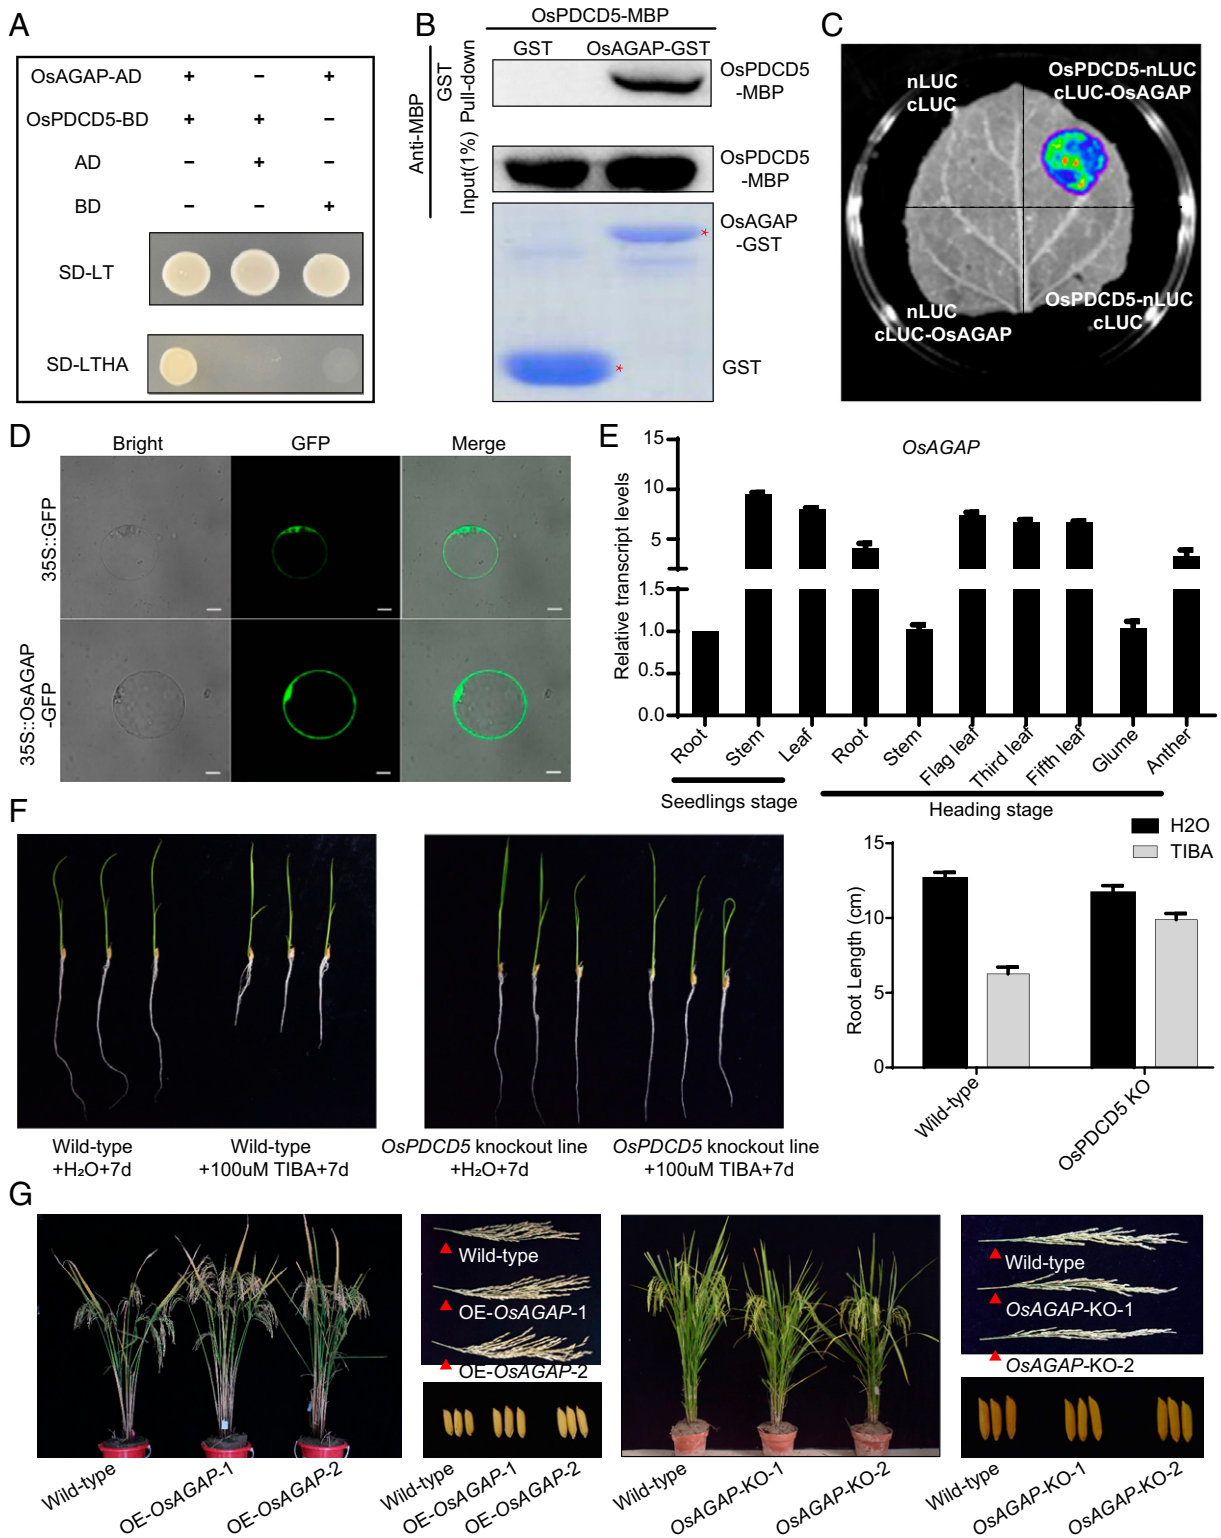 A
OsAGAP-AD + − +
OsPDCD5-BD + + −
AD − + −
BD − − +
SD-LT
SD-LTHA
B
OsPDCD5-MBP
GST OsAGAP-GST
Anti-MBP
GST
Pull-down
Input(1%)
OsPDCD5
-MBP
OsPDCD5
-MBP
OsAGAP
-GST
*
GST
*
C
nLUC
cLUC
OsPDCD5-nLUC
cLUC-OsAGAP
nLUC
cLUC-OsAGAP
OsPDCD5-nLUC
cLUC
D
Bright GFP Merge
35S::GFP
35S::OsAGAP
-GFP
E
OsAGAP
Relative transcript levels
15
10
5
1.5
1.0
0.5
0.0
Root Stem Leaf Root Stem Flag leaf Third leaf Fifth leaf Glume Anther
Seedlings stage
Heading stage
F
Wild-type
+H₂O+7d
Wild-type
+100uM TIBA+7d
OsPDCD5 knockout line
+H₂O+7d
OsPDCD5 knockout line
+100uM TIBA+7d
H2O
TIBA
Root Length (cm)
15
10
5
0
Wild-type
OsPDCD5 KO
G
Wild-type
OE-OsAGAP-1
OE-OsAGAP-2
Wild-type
OE-OsAGAP-1
OE-OsAGAP-2
Wild-type
OE-OsAGAP-1
OE-OsAGAP-2
Wild-type
OsAGAP-KO-1
OsAGAP-KO-2
Wild-type
OsAGAP-KO-1
OsAGAP-KO-2
Wild-type
OsAGAP-KO-1
OsAGAP-KO-2